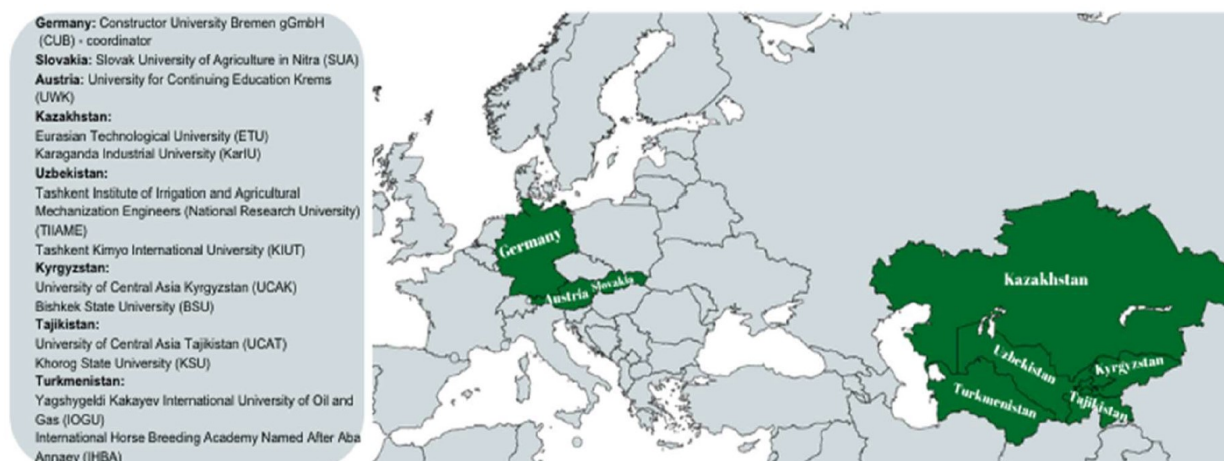 Germany: Constructor University Bremen gGmbH
(CUB) - coordinator
Slovakia: Slovak University of Agriculture in Nitra (SUA)
Austria: University for Continuing Education Krems
(UWK)
Kazakhstan:
Eurasian Technological University (ETU)
Karaganda Industrial University (KarIU)
Uzbekistan:
Tashkent Institute of Irrigation and Agricultural
Mechanization Engineers (National Research University)
(TIIAME)
Tashkent Kimyo International University (KIUT)
Kyrgyzstan:
University of Central Asia Kyrgyzstan (UCAK)
Bishkek State University (BSU)
Tajikistan:
University of Central Asia Tajikistan (UCAT)
Khorog State University (KSU)
Turkmenistan:
Yagshygeldi Kakayev International University of Oil and
Gas (IOGU)
International Horse Breeding Academy Named After Aba
Annaev (IHBA)
Germany
Austria
Slovakia
Kazakhstan
Uzbekistan
Kyrgyzstan
Turkmenistan
Tajikistan